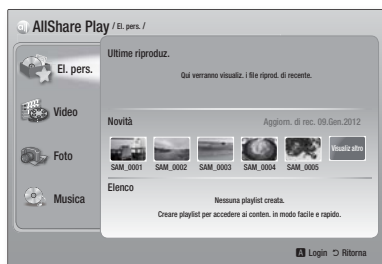 AllShare Play / El. pers. /
El. pers.
Video
Foto
Musica
Ultime riproduz.
Qui verranno visualiz. i file riprod. di recente.
Novità
Aggiorn. di rec. 09.Gen.2012
SAM_0001 SAM_0002 SAM_0003 SAM_0004 SAM_0005
Visualiz altro
Elenco
Nessuna playlist creata.
Creare playlist per accedere ai conten. in modo facile e rapido.
A Login Ritorna